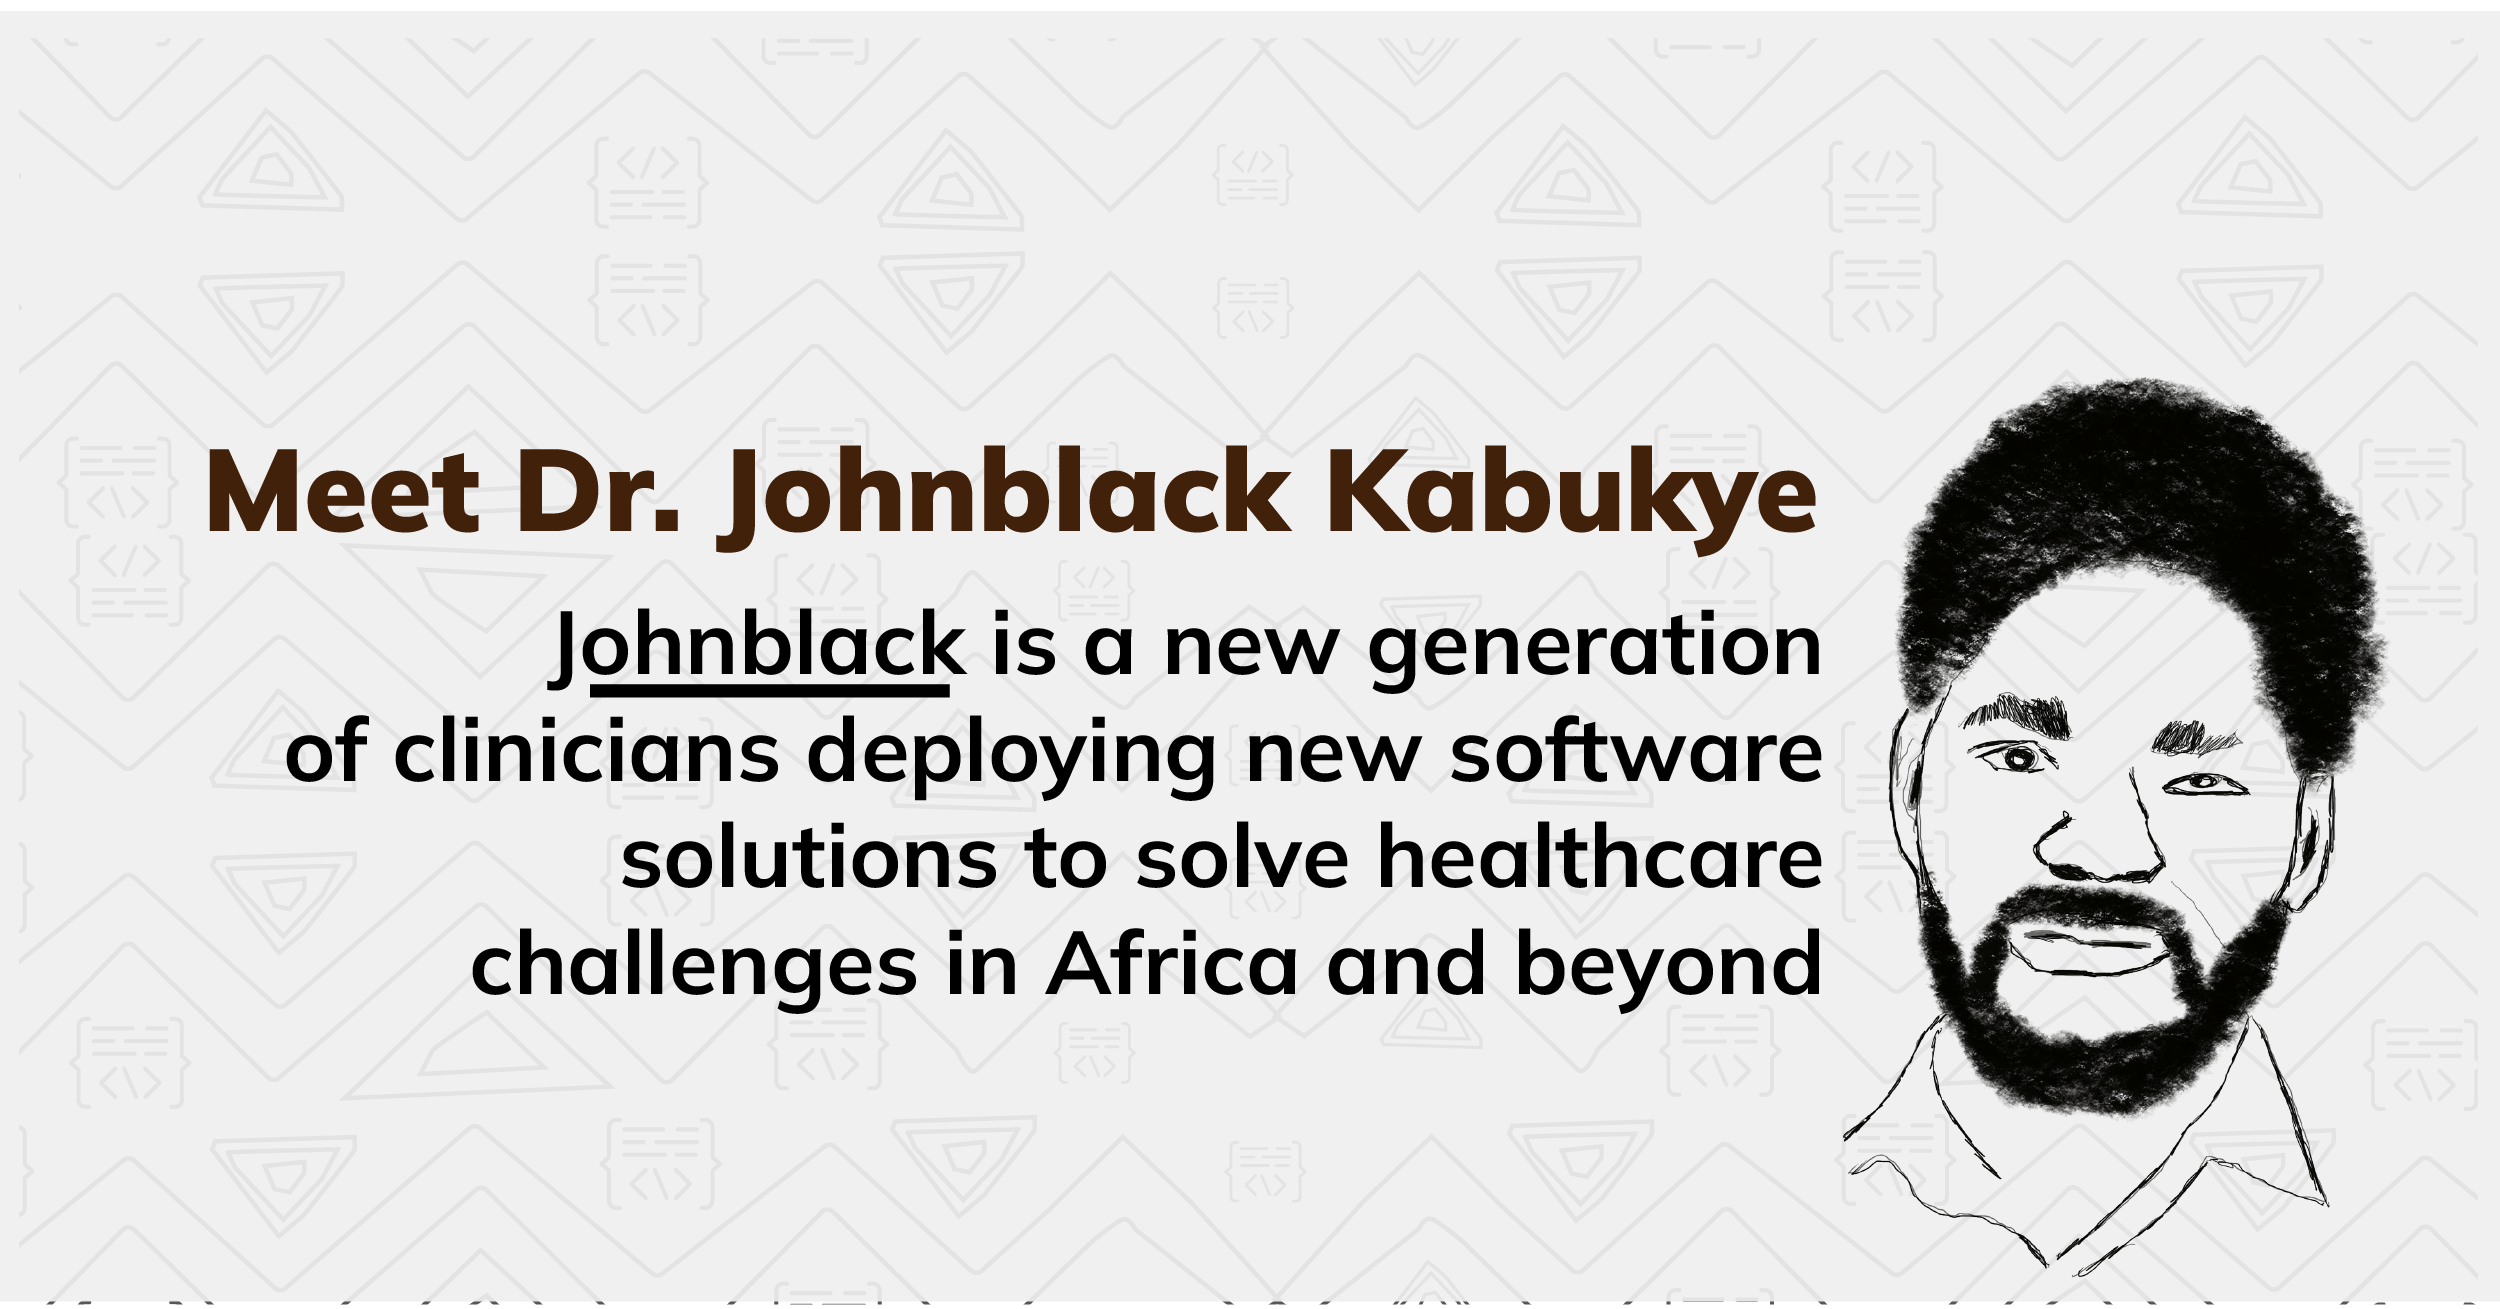 Meet Dr. Johnblack Kabukye
Johnblack is a new generation
of clinicians deploying new software
solutions to solve healthcare
challenges in Africa and beyond